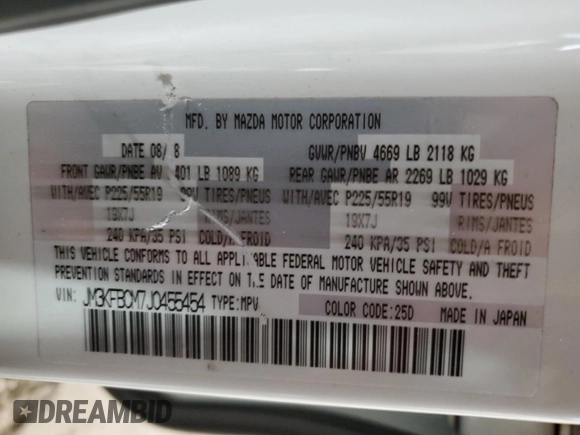 MFD. BY MAZDA MOTOR CORPORATION
DATE 08/ 8 GVWR/PNBV 4669 LB 2118 KG
FRONT GAWR/PNBE AV 401 LB 1089 KG REAR GAWR/PNBE AR 2269 LB 1029 KG
WITH/AVEC P225/55R19 99V TIRES/PNEUS WITH/AVEC P225/55R19 99V TIRES/PNEUS
19X7J RIMS/JANTES 19X7J RIMS/JANTES
240 KPA/35 PSI COLD/A FROID 240 KPA/35 PSI COLD/A FROID
THIS VEHICLE CONFORMS TO ALL APPL CABLE FEDERAL MOTOR VEHICLE SAFETY AND THEFT
PREVENTION STANDARDS IN EFFECT ON T E DATE OF MANUFACTURE SHOWN ABOVE.
VIN: JM3KFBCM7J0455454 TYPE:MPV COLOR CODE:25D MADE IN JAPAN
DREAMBID